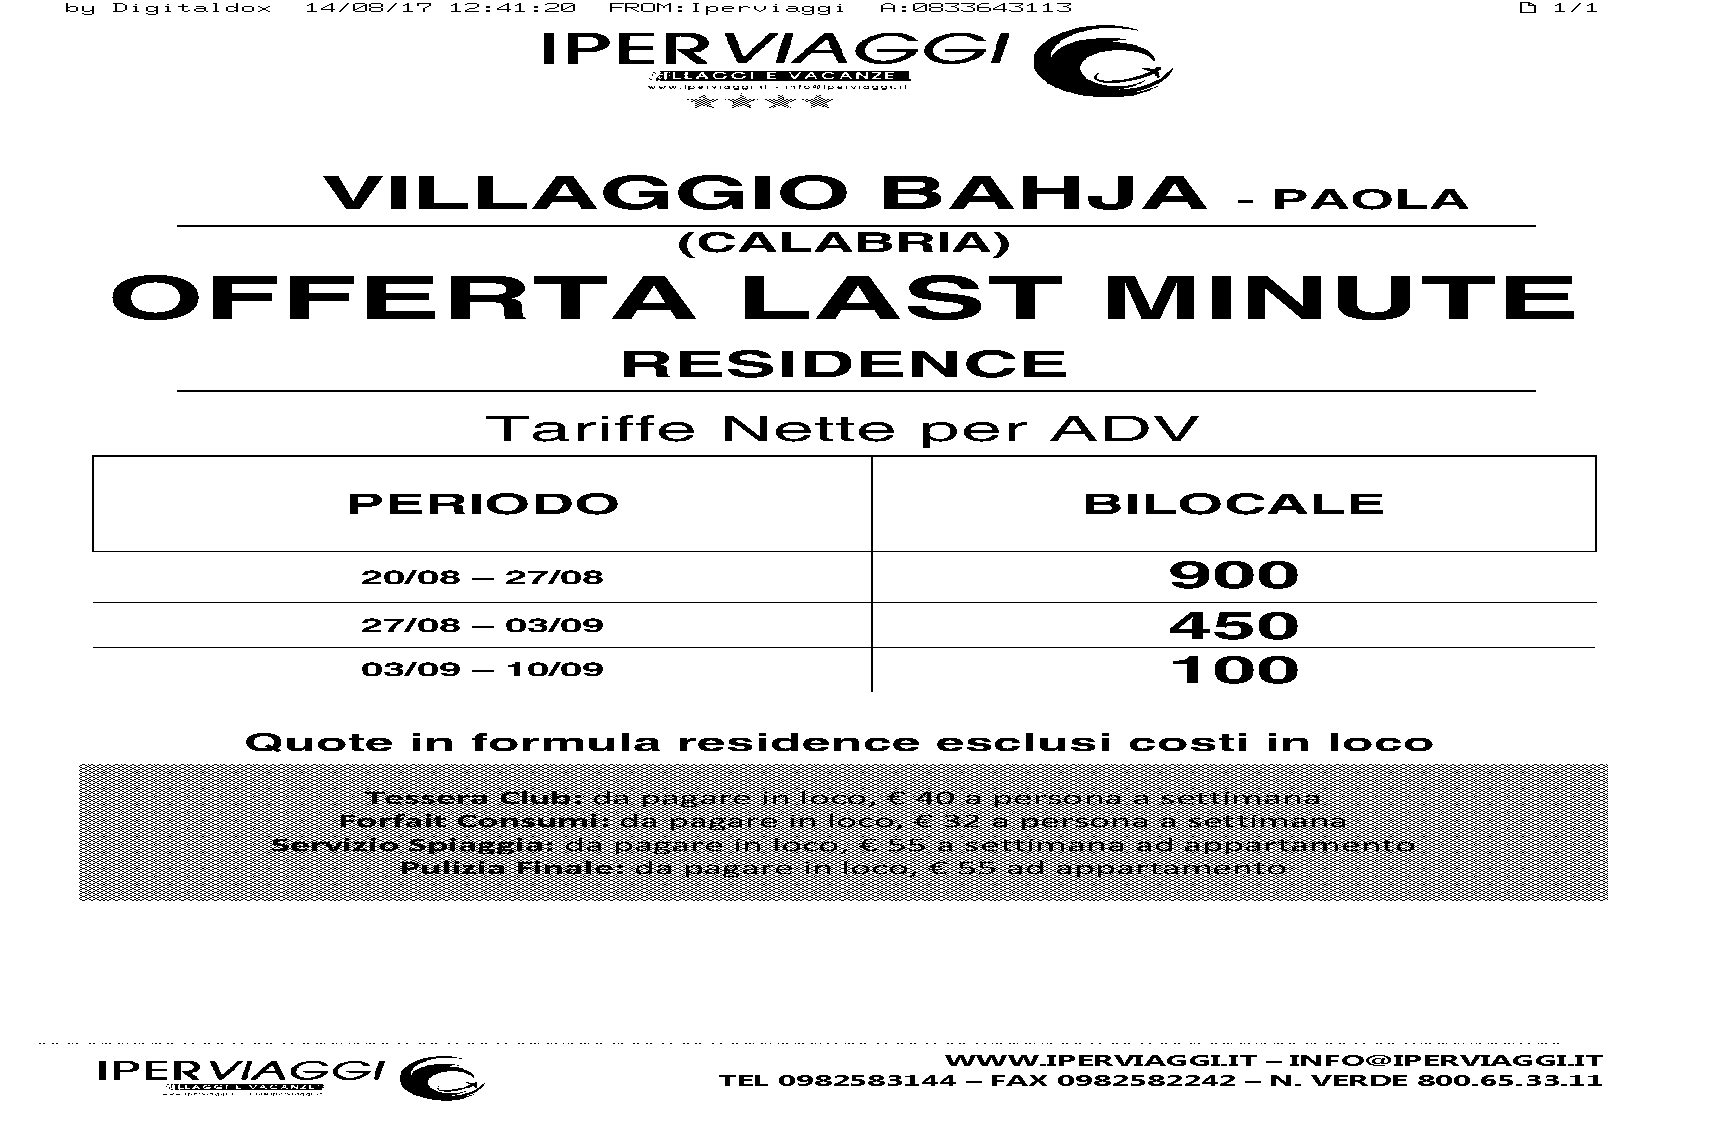 by Digitaldox 14/08/17 12:41:20 FROM:Iperviaggi A:0833643113 1/1
IPERVIAGGI
VILLAGGI E VACANZE
www.iperviaggi.it - info@iperviaggi.it
VILLAGGIO BAHJA - PAOLA
(CALABRIA)
OFFERTA LAST MINUTE
RESIDENCE
Tariffe Nette per ADV
PERIODO BILOCALE
20/08 – 27/08 900
27/08 – 03/09 450
03/09 – 10/09 100
Quote in formula residence esclusi costi in loco
Tessera Club: da pagare in loco, € 40 a persona a settimana
Forfait Consumi: da pagare in loco, € 32 a persona a settimana
Servizio Spiaggia: da pagare in loco, € 55 a settimana ad appartamento
Pulizia Finale: da pagare in loco, € 55 ad appartamento
IPERVIAGGI
VILLAGGI E VACANZE
WWW.IPERVIAGGI.IT – INFO@IPERVIAGGI.IT
TEL 0982583144 – FAX 0982582242 – N. VERDE 800.65.33.11